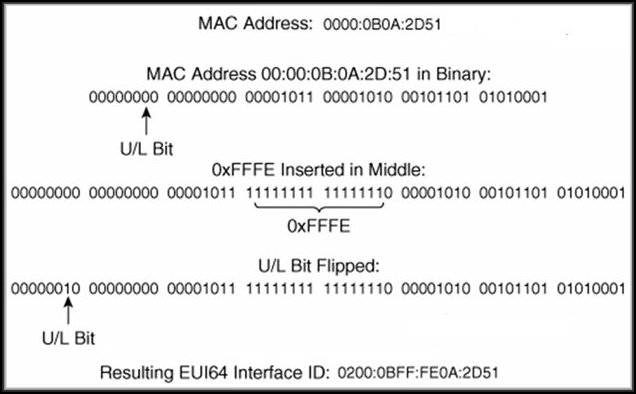 MAC Address: 0000:0B0A:2D51
MAC Address 00:00:0B:0A:2D:51 in Binary:
00000000 00000000 00001011 00001010 00101101 01010001
U/L Bit
0xFFFE Inserted in Middle:
00000000 00000000 00001011 11111111 11111110 00001010 00101101 01010001
0xFFFE
U/L Bit Flipped:
00000010 00000000 00001011 11111111 11111110 00001010 00101101 01010001
U/L Bit
Resulting EUI64 Interface ID: 0200:0BFF:FE0A:2D51